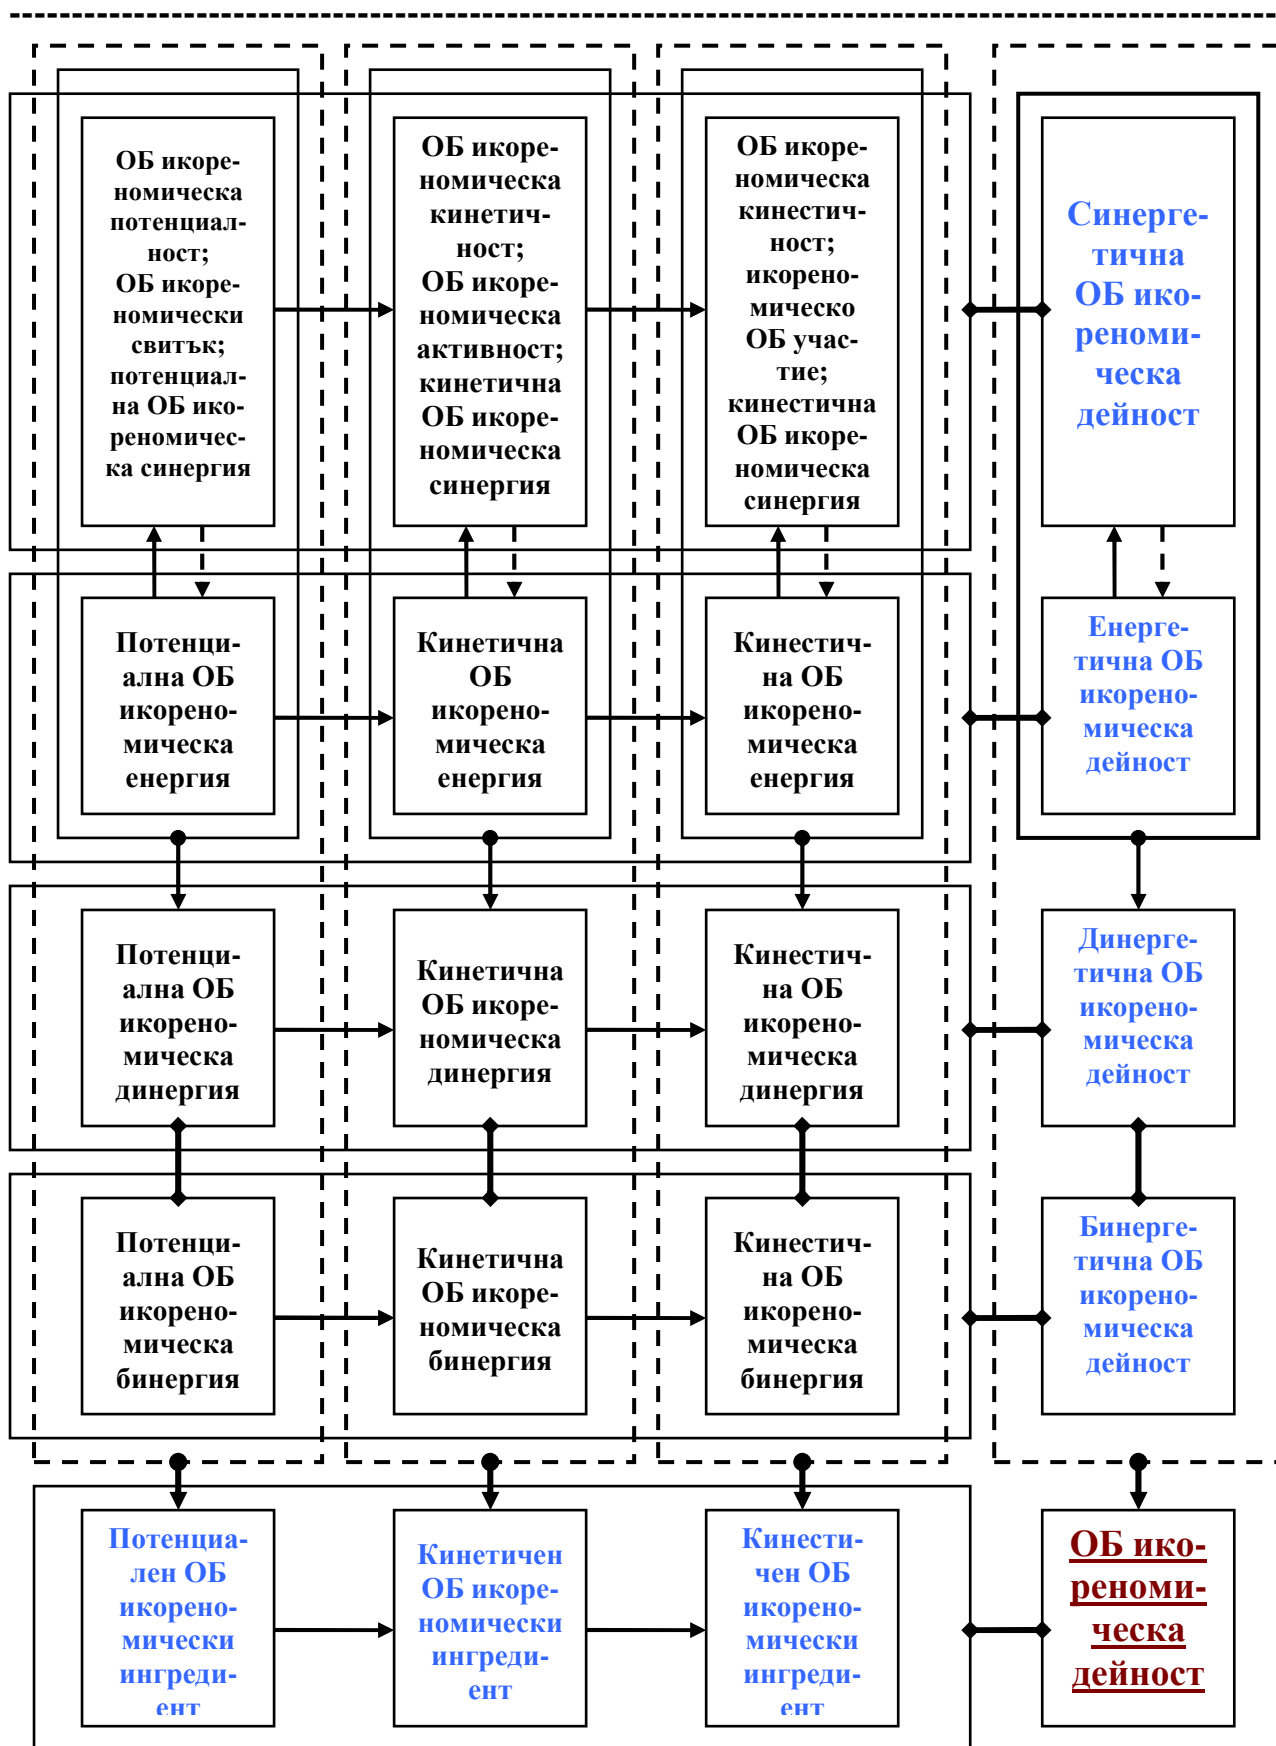 ОБ икоре-
номическа
потенциал-
ност;
ОБ икоре-
номически
свитък;
потенциал-
на ОБ ико-
реномичес-
ка синергия
ОБ икоре-
номическа
кинетич-
ност;
ОБ икоре-
номическа
активност;
кинетична
ОБ икоре-
номическа
синергия
ОБ икоре-
номическа
кинестич-
ност;
икорено-
мическо
ОБ учас-
тие;
кинестична
ОБ икоре-
номическа
синергия
Синерге-
тична
ОБ ико-
реноми-
ческа
дейност
Потенци-
ална ОБ
икорено-
мическа
енергия
Кинетична
ОБ
икорено-
мическа
енергия
Кинестич-
на ОБ
икорено-
мическа
енергия
Енерге-
тична ОБ
икорено-
мическа
дейност
Потенци-
ална ОБ
икорено-
мическа
динергия
Кинетична
ОБ икоре-
номическа
динергия
Кинестич-
на ОБ
икорено-
мическа
динергия
Динерге-
тична ОБ
икорено-
мическа
дейност
Потенци-
ална ОБ
икорено-
мическа
бинергия
Кинетична
ОБ икоре-
номическа
бинергия
Кинестич-
на ОБ
икорено-
мическа
бинергия
Бинерге-
тична ОБ
икорено-
мическа
дейност
Потенциа-
лен ОБ
икорено-
мически
ингреди-
ент
Кинетичен
ОБ икоре-
номически
ингреди-
ент
Кинести-
чен ОБ
икорено-
мически
ингреди-
ент
ОБ ико-
реноми-
ческа
дейност